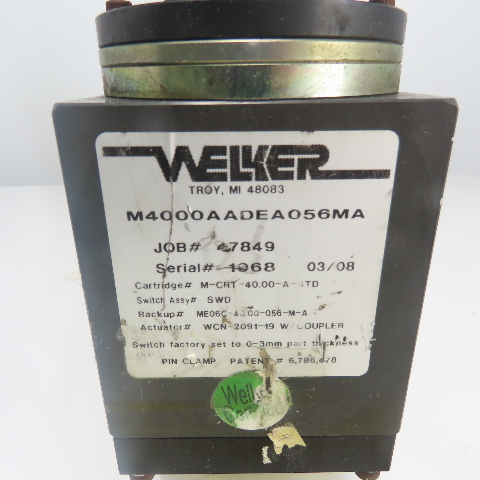 WELKER
TROY, MI 48083
M4000AADEA056MA
JOB# 47849
Serial# 1068 03/08
Cartridge# M-CRT-40.00-A-STD
Switch Assy# SWD
Backup# ME06C-4000-056-M-A
Actuator# WCN-2091-19 W/COUPLER
Switch factory set to 0-3mm part thickness
PIN CLAMP PATENT# 6,786,478
Welker